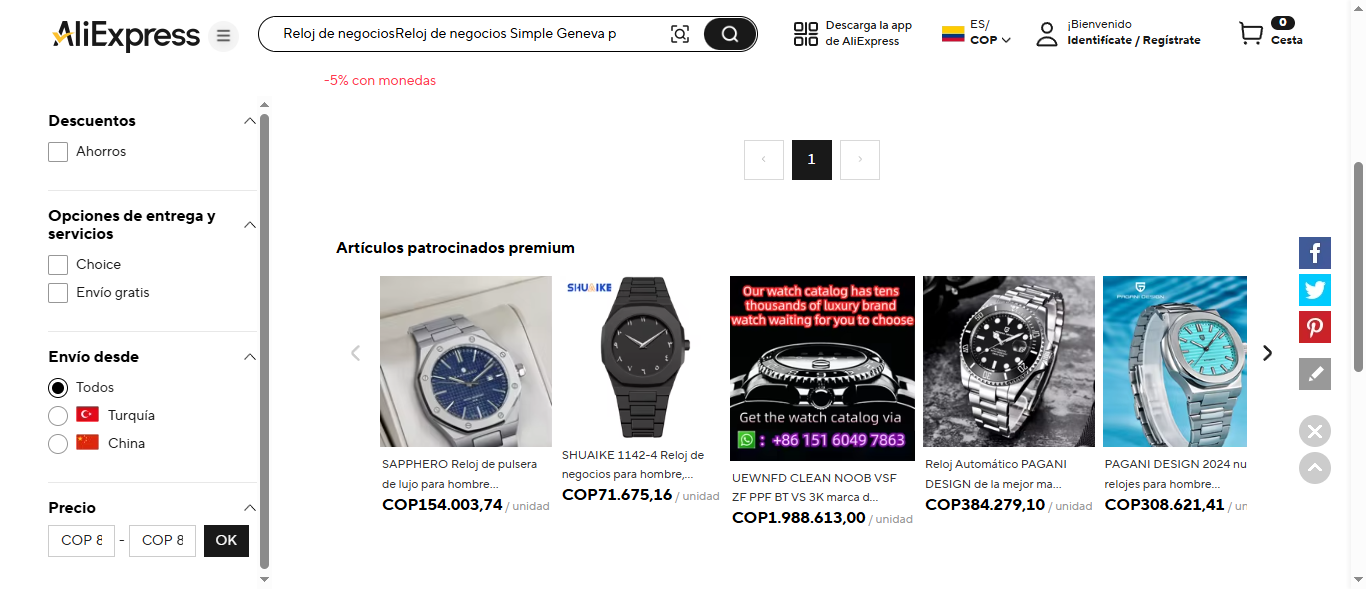 AliExpress
Reloj de negociosReloj de negocios Simple Geneva p
Descarga la app
de AliExpress
ES/
COP
¡Bienvenido
Identifícate / Regístrate
0
Cesta
-5% con monedas
Descuentos
Ahorros
Opciones de entrega y
servicios
Choice
Envío gratis
Envío desde
Todos
Turquía
China
Precio
COP 8 - COP 8 OK
‹ 1 ›
Artículos patrocinados premium
SAPPHERO Reloj de pulsera
de lujo para hombre...
COP154.003,74 / unidad
SHUAIKE
SHUAIKE 1142-4 Reloj de
negocios para hombre,...
COP71.675,16 / unidad
Our watch catalog has tens
thousands of luxury brand
watch waiting for you to choose
Get the watch catalog via
: +86 151 6049 7863
UEWNFD CLEAN NOOB VSF
ZF PPF BT VS 3K marca d...
COP1.988.613,00 / unidad
Reloj Automático PAGANI
DESIGN de la mejor ma...
COP384.279,10 / unidad
PAGANI DESIGN
PAGANI DESIGN 2024 nu
relojes para hombre...
COP308.621,41 / un